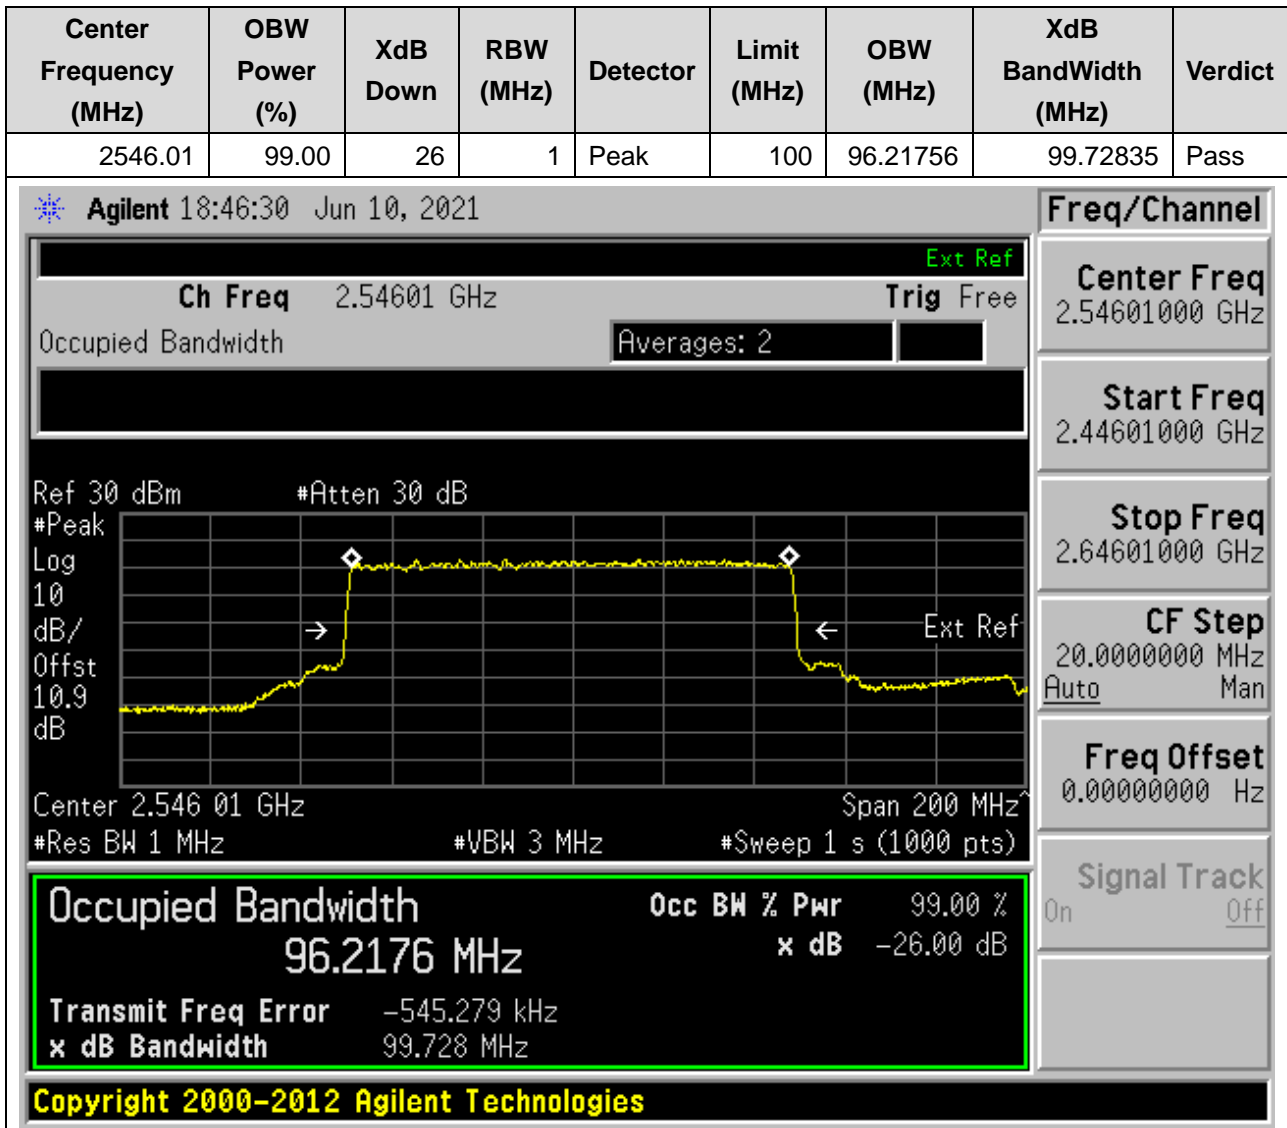 Center Frequency (MHz) OBW Power (%) XdB Down RBW (MHz) Detector Limit (MHz) OBW (MHz) XdB BandWidth (MHz) Verdict
2546.01 99.00 26 1 Peak 100 96.21756 99.72835 Pass
Agilent 18:46:30 Jun 10, 2021
Freq/Channel
Ext Ref
Ch Freq 2.54601 GHz Trig Free
Occupied Bandwidth Averages: 2
Center Freq
2.54601000 GHz
Start Freq
2.44601000 GHz
Stop Freq
2.64601000 GHz
CF Step
20.0000000 MHz
Auto Man
Freq Offset
0.00000000 Hz
Signal Track
On Off
Ref 30 dBm #Atten 30 dB
#Peak
Log
10
dB/
Offst
10.9
dB
Ext Ref
Center 2.546 01 GHz Span 200 MHz^
#Res BW 1 MHz #VBW 3 MHz #Sweep 1 s (1000 pts)
Occupied Bandwidth Occ BW % Pwr 99.00 %
96.2176 MHz x dB -26.00 dB
Transmit Freq Error -545.279 kHz
x dB Bandwidth 99.728 MHz
Copyright 2000-2012 Agilent Technologies